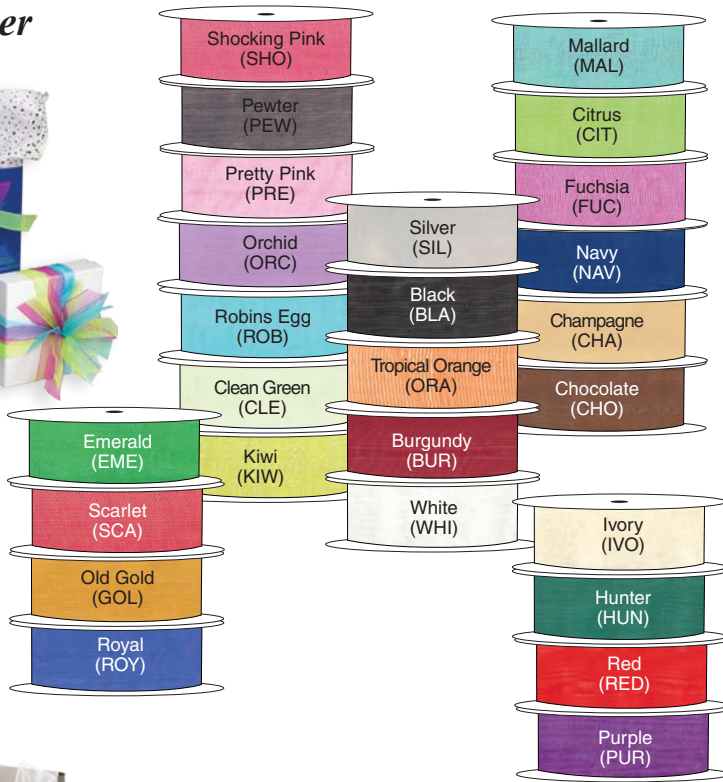 er
Shocking Pink
(SHO)
Pewter
(PEW)
Pretty Pink
(PRE)
Orchid
(ORC)
Robins Egg
(ROB)
Clean Green
(CLE)
Kiwi
(KIW)
Mallard
(MAL)
Citrus
(CIT)
Fuchsia
(FUC)
Navy
(NAV)
Champagne
(CHA)
Chocolate
(CHO)
Silver
(SIL)
Black
(BLA)
Tropical Orange
(ORA)
Burgundy
(BUR)
White
(WHI)
Emerald
(EME)
Scarlet
(SCA)
Old Gold
(GOL)
Royal
(ROY)
Ivory
(IVO)
Hunter
(HUN)
Red
(RED)
Purple
(PUR)